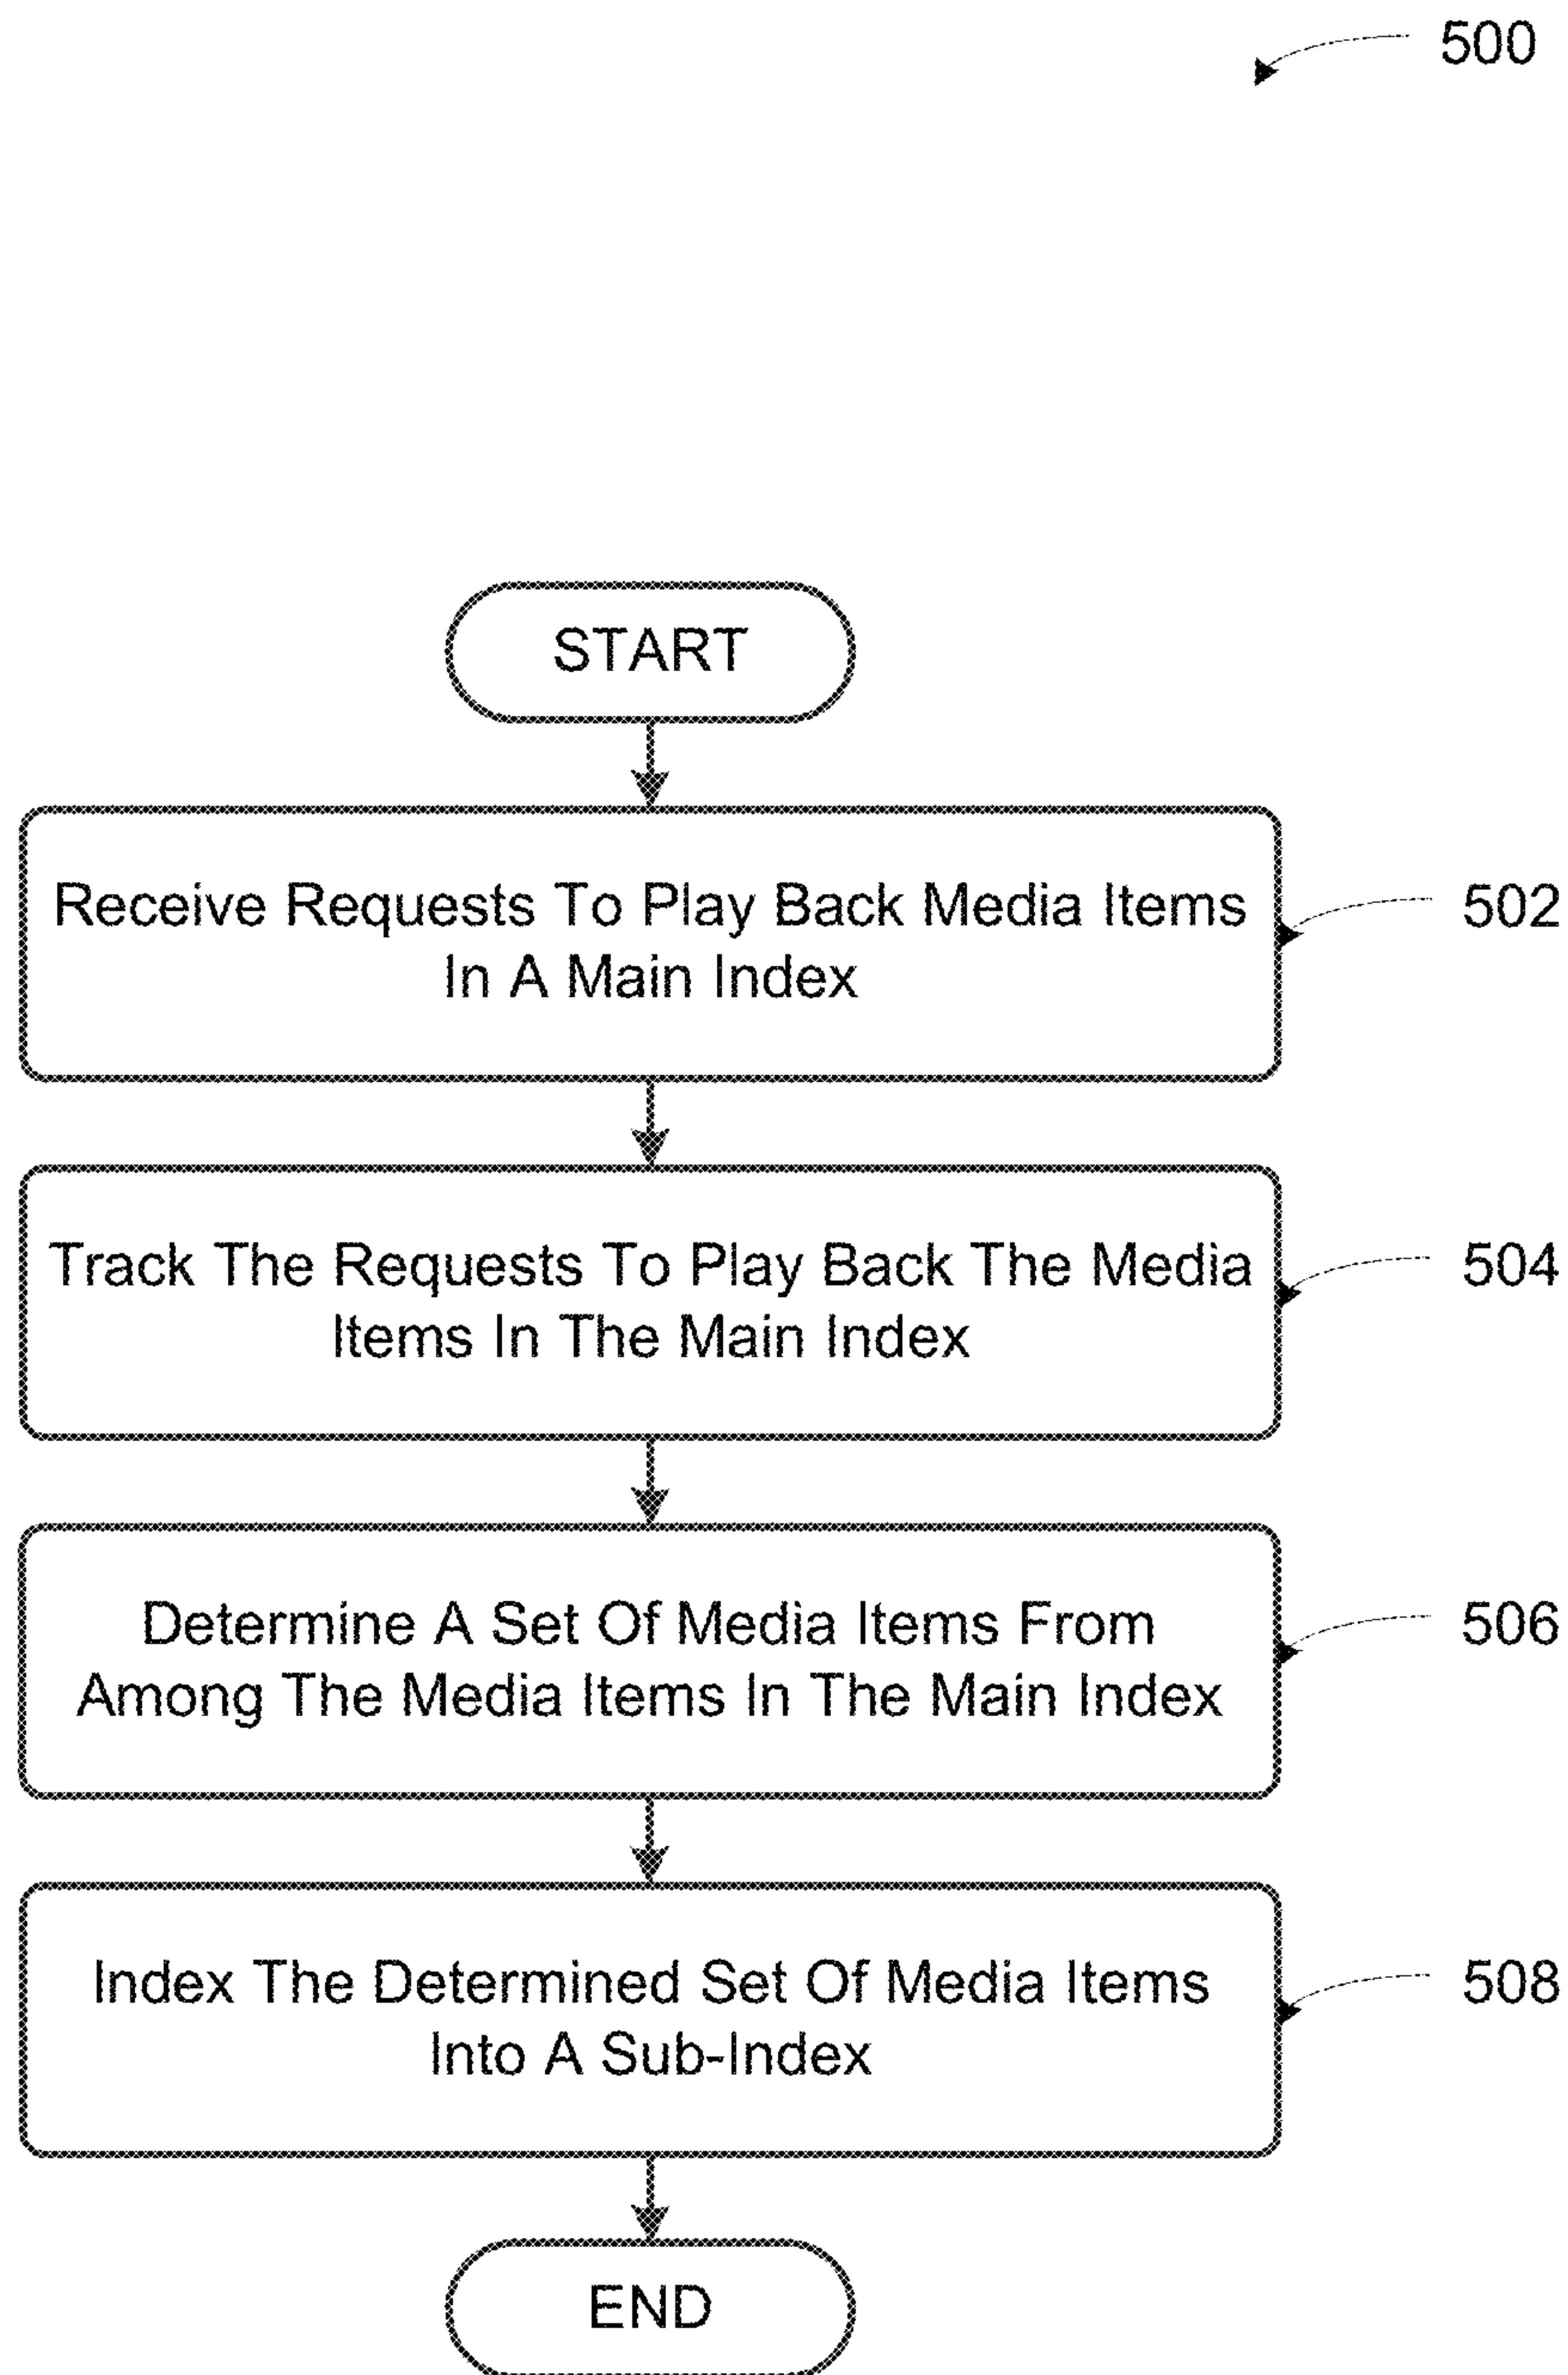 500
START
Receive Requests To Play Back Media Items
In A Main Index
502
Track The Requests To Play Back The Media
Items In The Main Index
504
Determine A Set Of Media Items From
Among The Media Items In The Main Index
506
Index The Determined Set Of Media Items
Into A Sub-Index
508
END